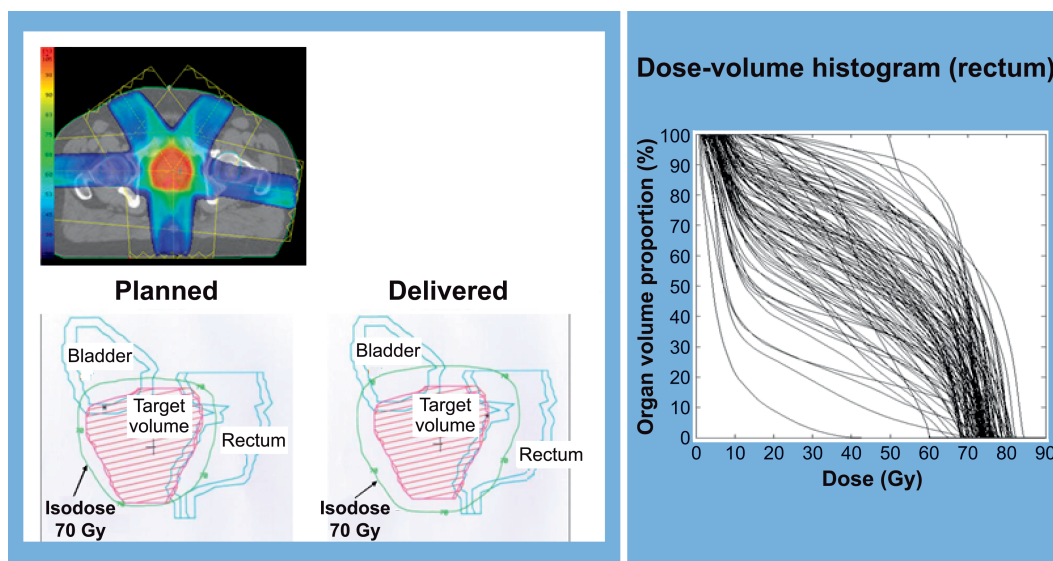 Planned
Delivered
Bladder
Target
volume
Rectum
Isodose
70 Gy
Bladder
Target
volume
Rectum
Isodose
70 Gy
Dose-volume histogram (rectum)
Organ volume proportion (%)
100
90
80
70
60
50
40
30
20
10
0
0 10 20 30 40 50 60 70 80 90
Dose (Gy)